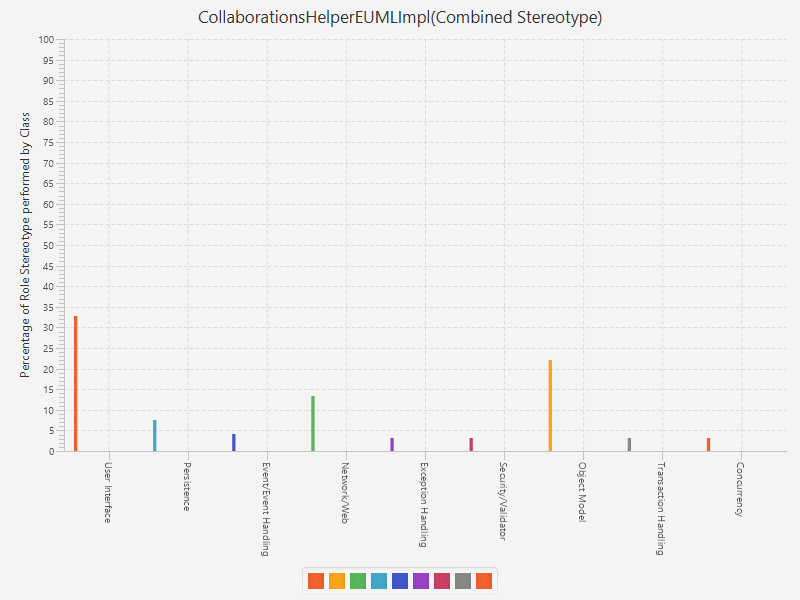 CollaborationsHelperEUMLImpl(Combined Stereotype)
Percentage of Role Stereotype performed by Class
100
95
90
85
80
75
70
65
60
55
50
45
40
35
30
25
20
15
10
5
0
User Interface
Persistence
Event/Event Handling
Network/Web
Exception Handling
Security/Validator
Object Model
Transaction Handling
Concurrency